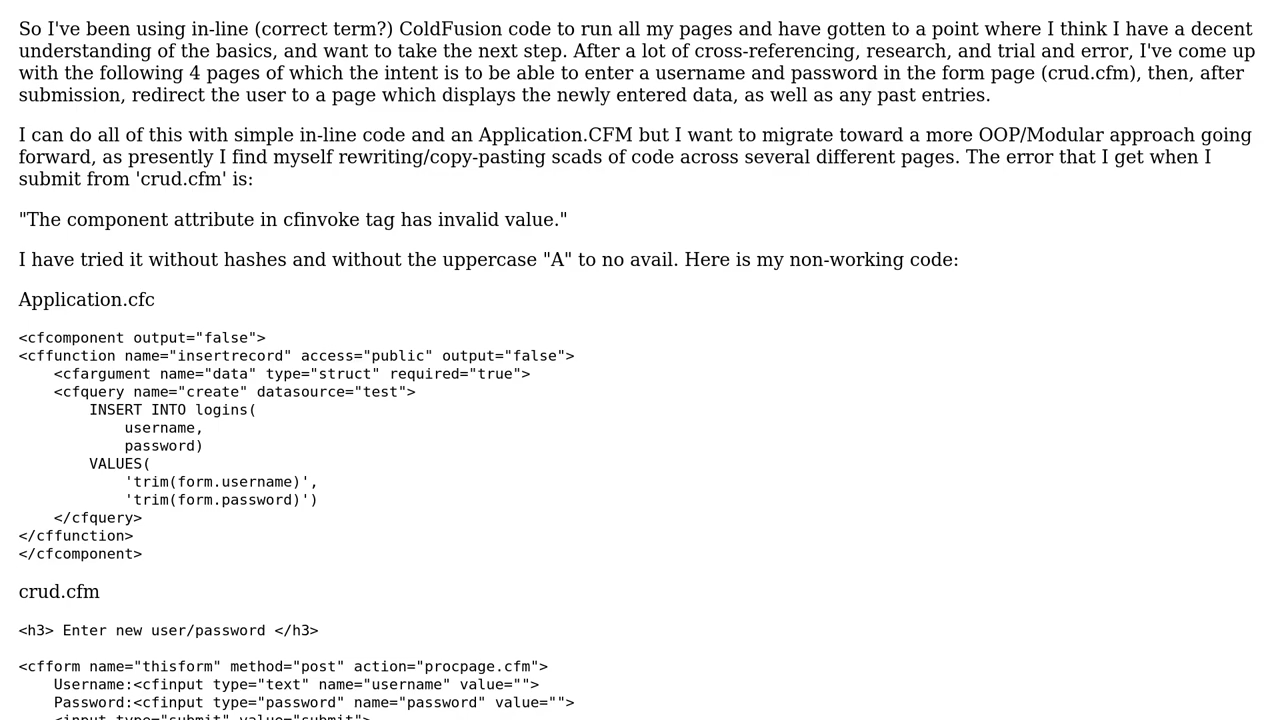 So I've been using in-line (correct term?) ColdFusion code to run all my pages and have gotten to a point where I think I have a decent
understanding of the basics, and want to take the next step. After a lot of cross-referencing, research, and trial and error, I've come up
with the following 4 pages of which the intent is to be able to enter a username and password in the form page (crud.cfm), then, after
submission, redirect the user to a page which displays the newly entered data, as well as any past entries.
I can do all of this with simple in-line code and an Application.CFM but I want to migrate toward a more OOP/Modular approach going
forward, as presently I find myself rewriting/copy-pasting scads of code across several different pages. The error that I get when I
submit from 'crud.cfm' is:
"The component attribute in cfinvoke tag has invalid value."
I have tried it without hashes and without the uppercase "A" to no avail. Here is my non-working code:
Application.cfc
<cfcomponent output="false">
<cffunction name="insertrecord" access="public" output="false">
    <cfargument name="data" type="struct" required="true">
    <cfquery name="create" datasource="test">
        INSERT INTO logins(
            username,
            password)
        VALUES(
            'trim(form.username)',
            'trim(form.password)')
    </cfquery>
</cffunction>
</cfcomponent>
crud.cfm
<h3> Enter new user/password </h3>
<cfform name="thisform" method="post" action="procpage.cfm">
    Username:<cfinput type="text" name="username" value="">
    Password:<cfinput type="password" name="password" value="">
    <input type="submit" value="submit">